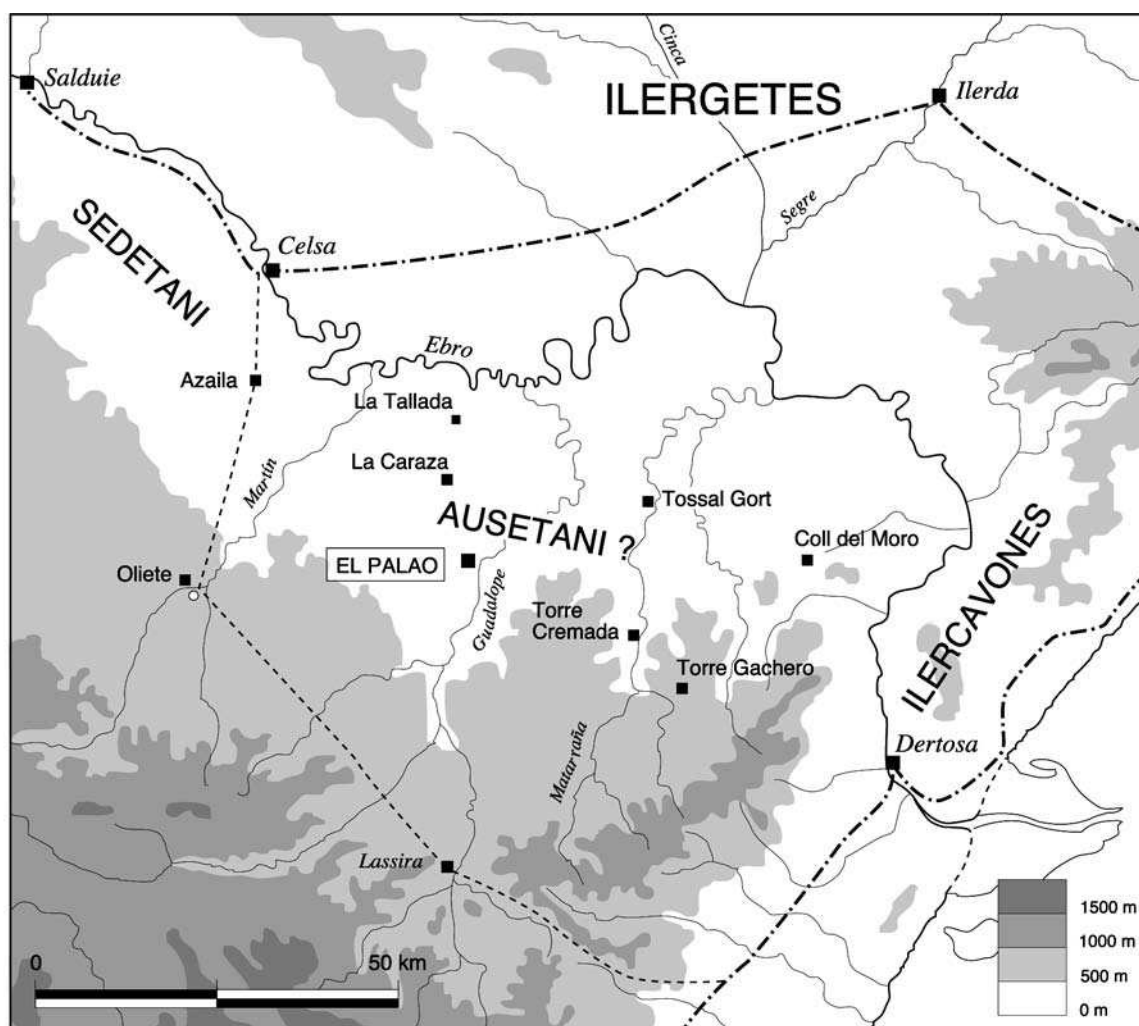 Cinca
Salduie
ILERGETES
Ilerda
Segre
SEDETANI
Celsa
Ebro
Azaila
La Tallada
Martín
La Caraza
Tossal Gort
AUSETANI ?
Coll del Moro
EL PALAO
Oliete
Guadalope
Torre
Cremada
ILERCAVONES
Torre Gachero
Matarraña
Dertosa
Lassira
0
50 km
1500 m
1000 m
500 m
0 m